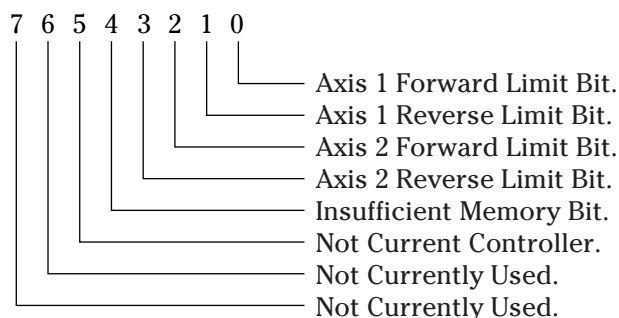 7 6 5 4 3 2 1 0
Axis 1 Forward Limit Bit.
Axis 1 Reverse Limit Bit.
Axis 2 Forward Limit Bit.
Axis 2 Reverse Limit Bit.
Insufficient Memory Bit.
Not Current Controller.
Not Currently Used.
Not Currently Used.